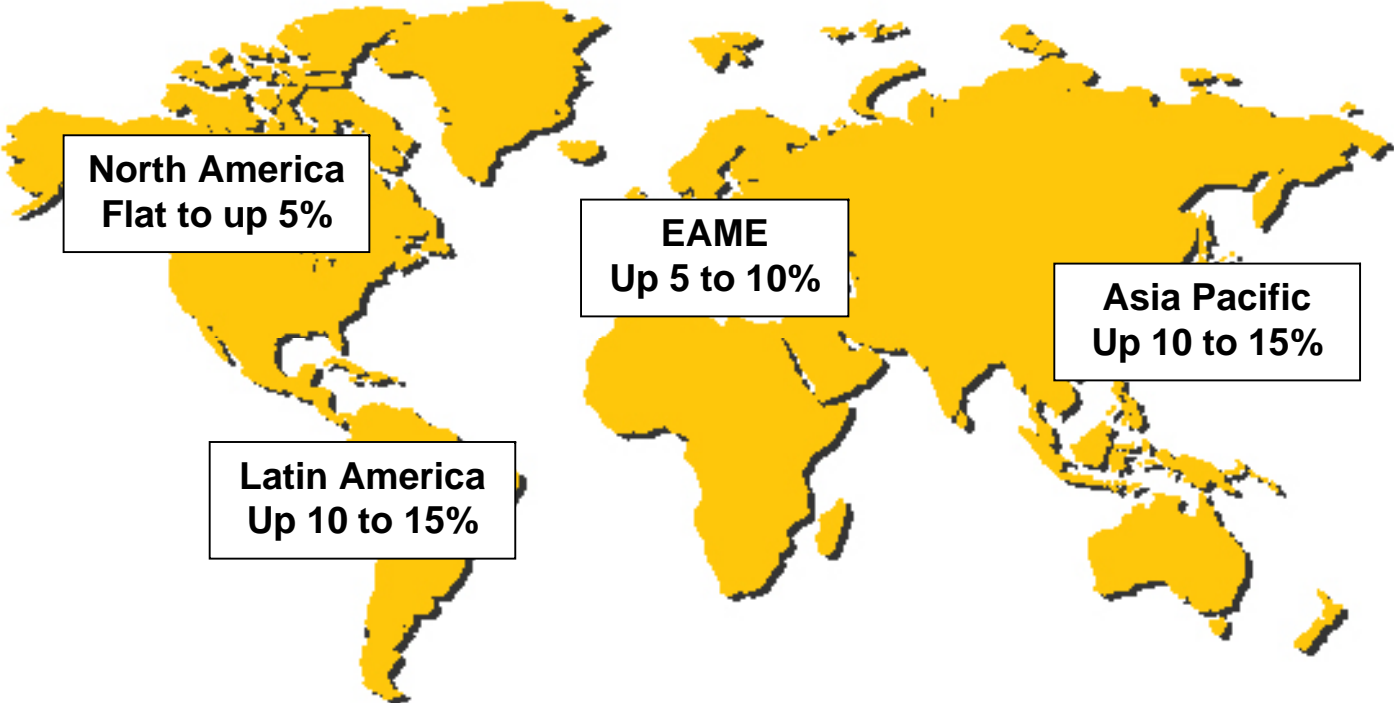 North America
Flat to up 5%
EAME
Up 5 to 10%
Asia Pacific
Up 10 to 15%
Latin America
Up 10 to 15%